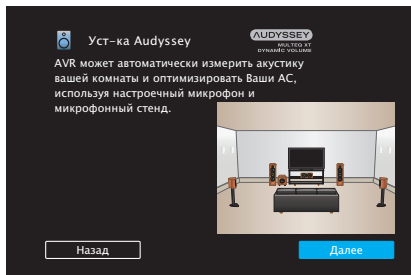 Уст-ка Audyssey
AUDYSSEY
MULTEQ XT
DYNAMIC VOLUME
AVR может автоматически измерить акустику
вашей комнаты и оптимизировать Ваши АС,
используя настроечный микрофон и
микрофонный стенд.
Назад
Далее